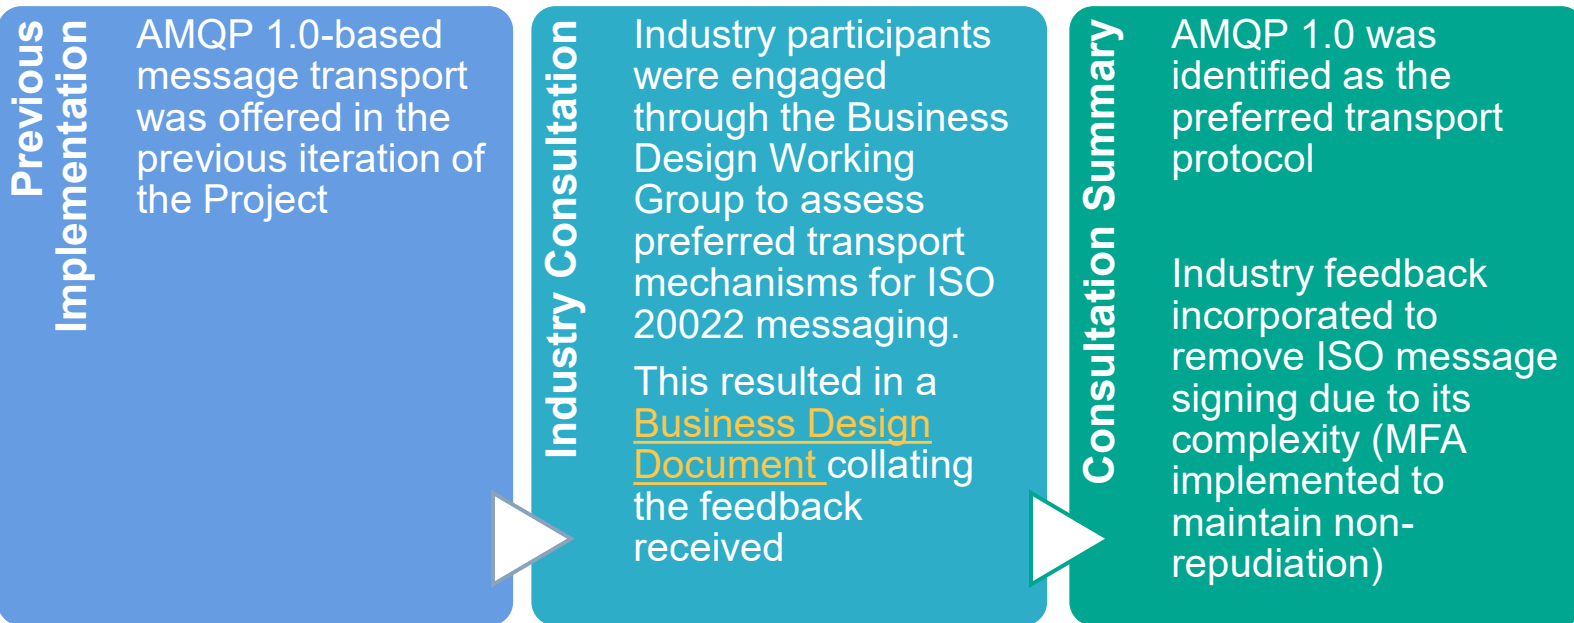 Previous
Implementation
AMQP 1.0-based
message transport
was offered in the
previous iteration of
the Project
Industry Consultation
Industry participants
were engaged
through the Business
Design Working
Group to assess
preferred transport
mechanisms for ISO
20022 messaging.
This resulted in a
Business Design
Document collating
the feedback
received
Consultation Summary
AMQP 1.0 was
identified as the
preferred transport
protocol
Industry feedback
incorporated to
remove ISO message
signing due to its
complexity (MFA
implemented to
maintain non-
repudiation)